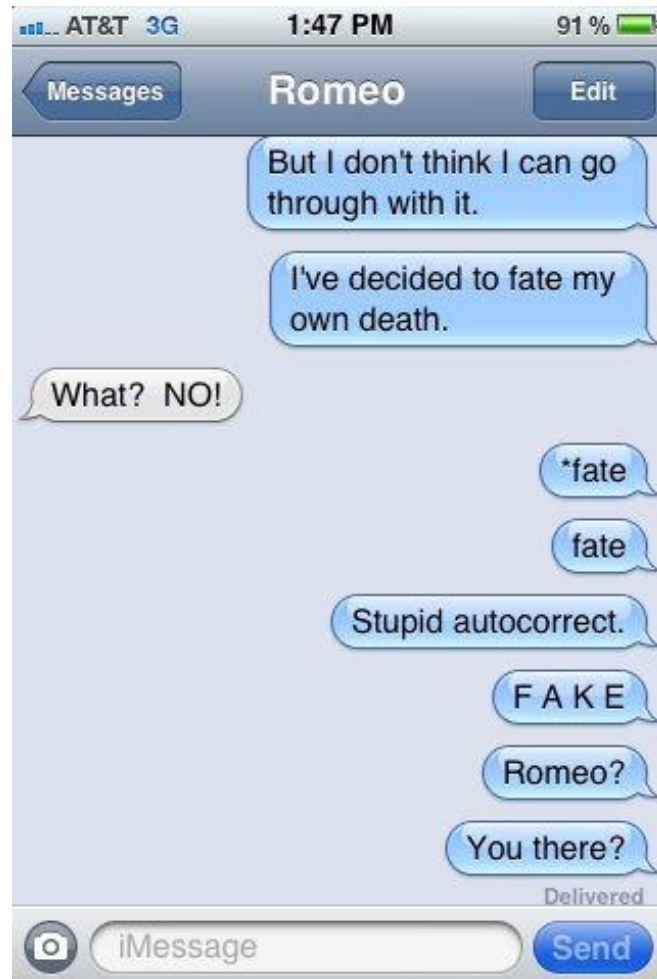 AT&T 3G 1:47 PM 91%
Messages Romeo Edit
But I don't think I can go
through with it.
I've decided to fate my
own death.
What? NO!
*fate
fate
Stupid autocorrect.
F A K E
Romeo?
You there?
Delivered
iMessage Send